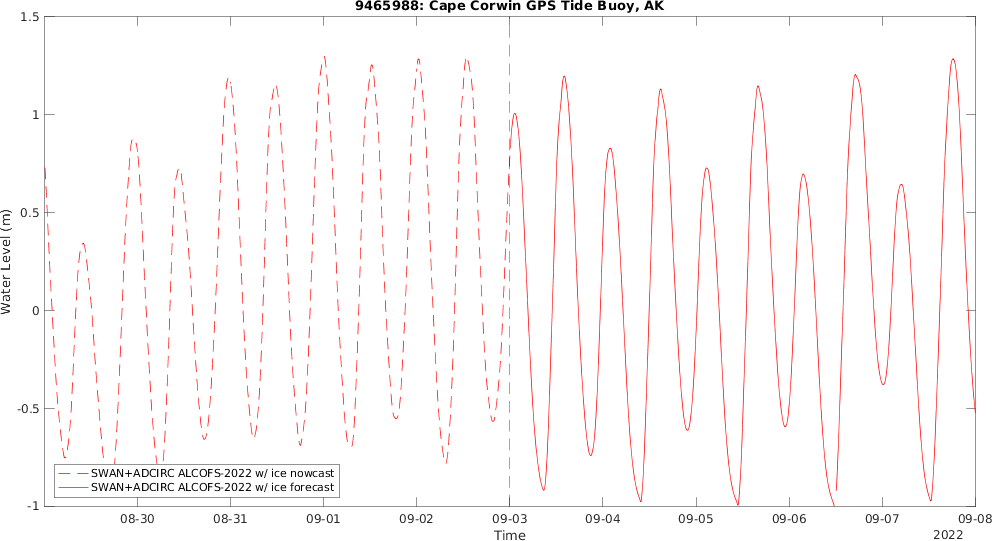 9465988: Cape Corwin GPS Tide Buoy, AK
1.5
1
0.5
0
-0.5
-1
Water Level (m)
SWAN+ADCIRC ALCOFS-2022 w/ ice nowcast
SWAN+ADCIRC ALCOFS-2022 w/ ice forecast
08-30 08-31 09-01 09-02 09-03 09-04 09-05 09-06 09-07 09-08
Time
2022